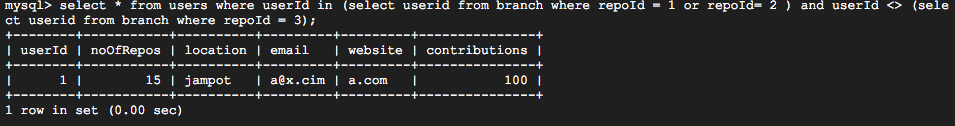 mysql> select * from users where userId in (select userid from branch where repoId = 1 or repoId= 2 ) and userId <> (sele
ct userid from branch where repoId = 3);
+--------+-----------+----------+---------+---------+---------------+
| userId | noOfRepos | location | email   | website | contributions |
+--------+-----------+----------+---------+---------+---------------+
|      1 |        15 | jampot   | a@x.cim | a.com   |           100 |
+--------+-----------+----------+---------+---------+---------------+
1 row in set (0.00 sec)